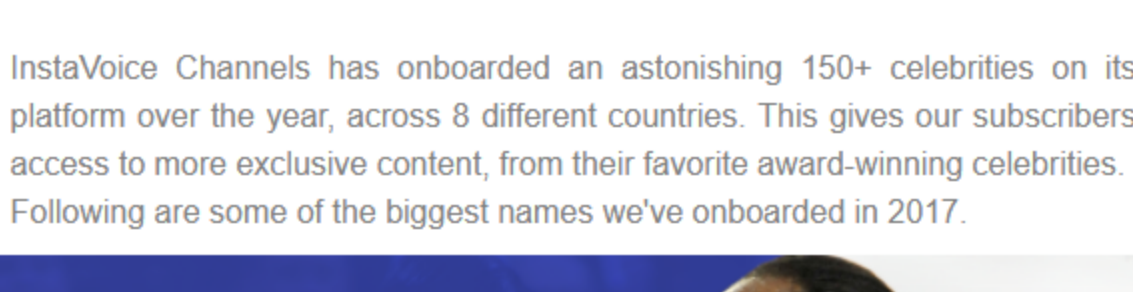 InstaVoice Channels has onboarded an astonishing 150+ celebrities on its
platform over the year, across 8 different countries. This gives our subscribers
access to more exclusive content, from their favorite award-winning celebrities.
Following are some of the biggest names we've onboarded in 2017.